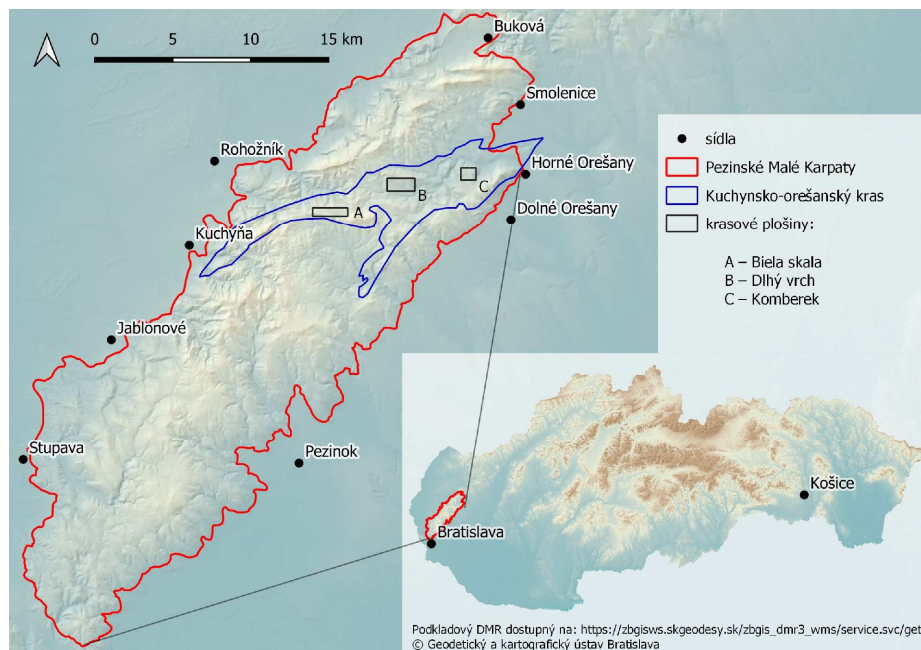 Buková
0 6 15 km
Smolenice
Rohožník
Horné Orešany
A
B
C
Dolné Orešany
Kuchyňa
Jablonové
Stupava
Pezinok
sídla
Pezinské Malé Karpaty
Kuchynsko-orešanský kras
krasové plošiny:
A – Biela skala
B – Dlhý vrch
C – Komberek
Košice
Bratislava
Podkladový DMR dostupný na: https://zbgisws.skgeodesy.sk/zbgis_dmr3_wms/service.svc/get
© Geodetický a kartografický ústav Bratislava